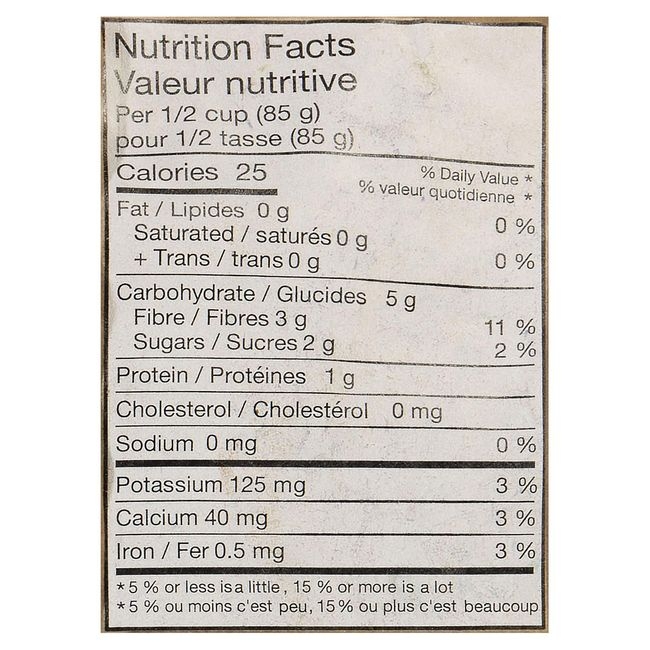 Nutrition Facts
Valeur nutritive
Per 1/2 cup (85 g)
pour 1/2 tasse (85 g)
Calories 25
% Daily Value *
% valeur quotidienne *
Fat / Lipides 0 g 0 %
Saturated / saturés 0 g
+ Trans / trans 0 g 0 %
Carbohydrate / Glucides 5 g
Fibre / Fibres 3 g 11 %
Sugars / Sucres 2 g 2 %
Protein / Protéines 1 g
Cholesterol / Cholestérol 0 mg
Sodium 0 mg 0 %
Potassium 125 mg 3 %
Calcium 40 mg 3 %
Iron / Fer 0.5 mg 3 %
*5 % or less is a little, 15 % or more is a lot
*5 % ou moins c'est peu, 15 % ou plus c'est beaucoup